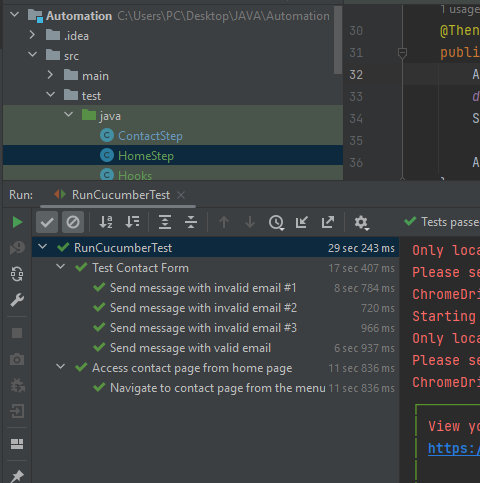 Automation C:\Users\PC\Desktop\JAVA\Automation
.idea
src
main
test
java
ContactStep
HomeStep
Hooks
1 usage
30 @Then
31 public
32 A
33 d
34 S
35
36 A
}
Run: RunCucumberTest
Tests passe
RunCucumberTest 29 sec 243 ms
Test Contact Form 17 sec 407 ms
Send message with invalid email #1 8 sec 784 ms
Send message with invalid email #2 720 ms
Send message with invalid email #3 966 ms
Send message with valid email 6 sec 937 ms
Access contact page from home page 11 sec 836 ms
Navigate to contact page from the menu 11 sec 836 ms
Only loca
Please se
ChromeDri
Starting
Only loca
Please se
ChromeDri
View yo
https:/